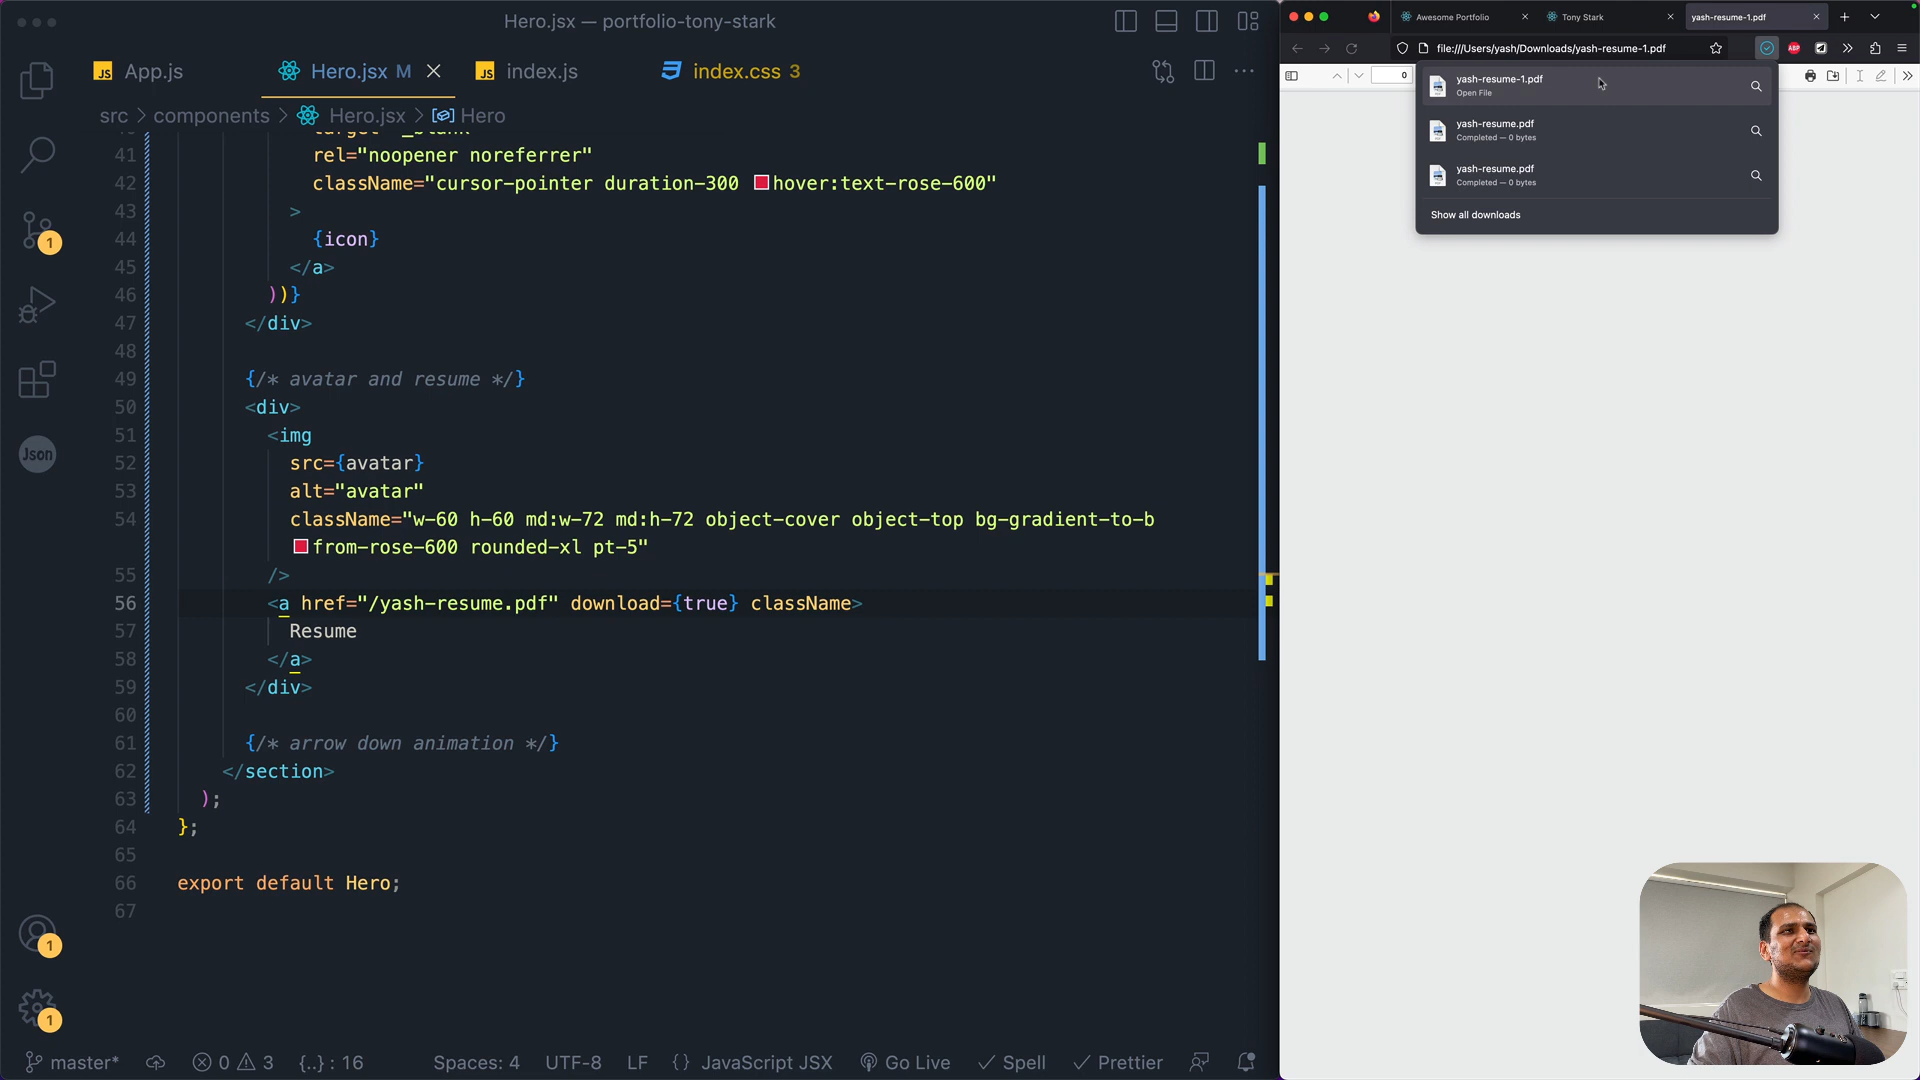 Hero.jsx — portfolio-tony-stark
JS App.js
Hero.jsx M
JS index.js
index.css 3
src > components > Hero.jsx > Hero
41 rel="noopener noreferrer"
42 className="cursor-pointer duration-300 hover:text-rose-600"
43 >
44 {icon}
45 </a>
46 ))}
47 </div>
48
49 {/* avatar and resume */}
50 <div>
51 <img
52 src={avatar}
53 alt="avatar"
54 className="w-60 h-60 md:w-72 md:h-72 object-cover object-top bg-gradient-to-b
from-rose-600 rounded-xl pt-5"
55 />
56 <a href="/yash-resume.pdf" download={true} className>
57 Resume
58 </a>
59 </div>
60
61 {/* arrow down animation */}
62 </section>
63 );
64 };
65
66 export default Hero;
67
1
Json
1
1
master* 0 3 {..} : 16 Spaces: 4 UTF-8 LF {} JavaScript JSX Go Live Spell Prettier
Awesome Portfolio
Tony Stark
yash-resume-1.pdf
file:///Users/yash/Downloads/yash-resume-1.pdf
ABP
0
yash-resume-1.pdf
Open File
yash-resume.pdf
Completed — 0 bytes
yash-resume.pdf
Completed — 0 bytes
Show all downloads